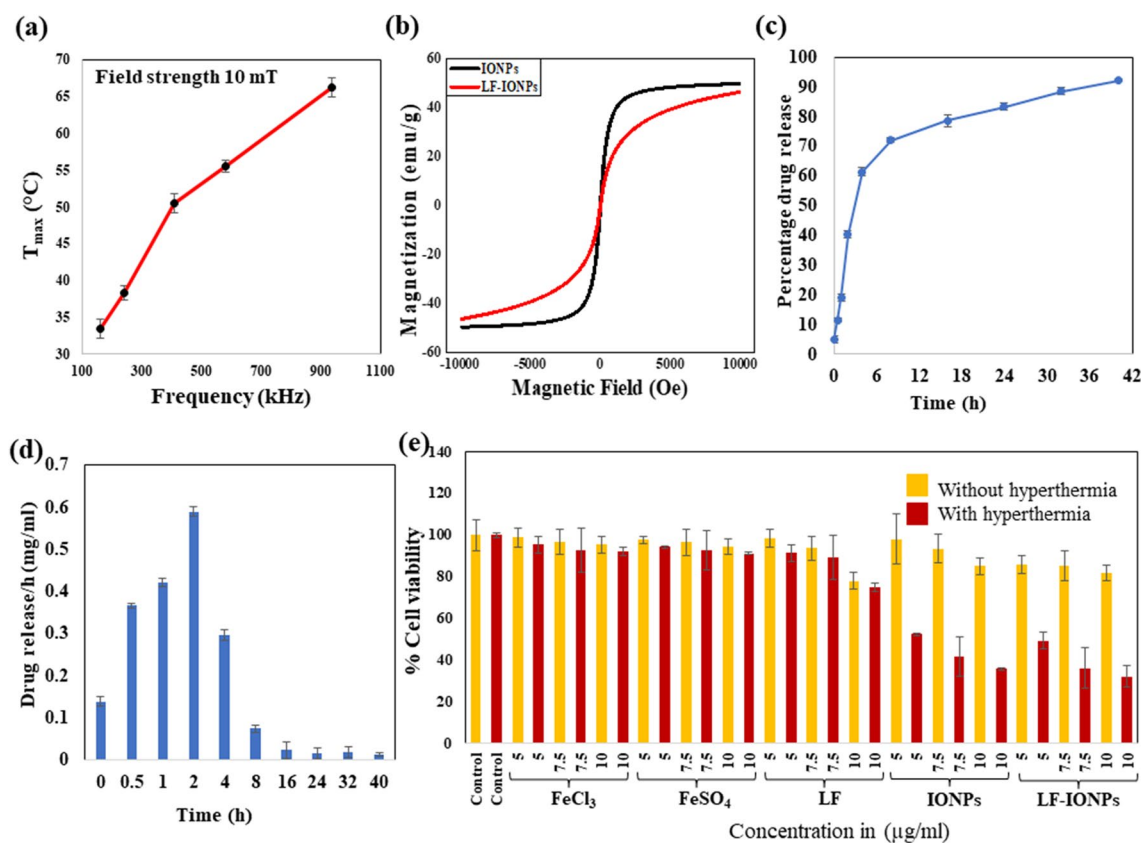 (a)
Field strength 10 mT
70
65
60
55
50
45
40
35
30
Tmax (°C)
100 300 500 700 900 1100
Frequency (kHz)
(b)
IONPs
LF-IONPs
60
40
20
0
-20
-40
-60
Magnetization (emu/g)
-10000 -5000 0 5000 10000
Magnetic Field (Oe)
(c)
100
90
80
70
60
50
40
30
20
10
0
Percentage drug release
0 6 12 18 24 30 36 42
Time (h)
(d)
0.7
0.6
0.5
0.4
0.3
0.2
0.1
0
Drug release/h (mg/ml)
0 0.5 1 2 4 8 16 24 32 40
Time (h)
(e)
140
120
100
80
60
40
20
0
% Cell viability
Without hyperthermia
With hyperthermia
Control Control 5 5 7.5 7.5 10 10 5 5 7.5 7.5 10 10 5 5 7.5 7.5 10 10 5 5 7.5 7.5 10 10 5 5 7.5 7.5 10 10
FeCl3 FeSO4 LF IONPs LF-IONPs
Concentration in (μg/ml)